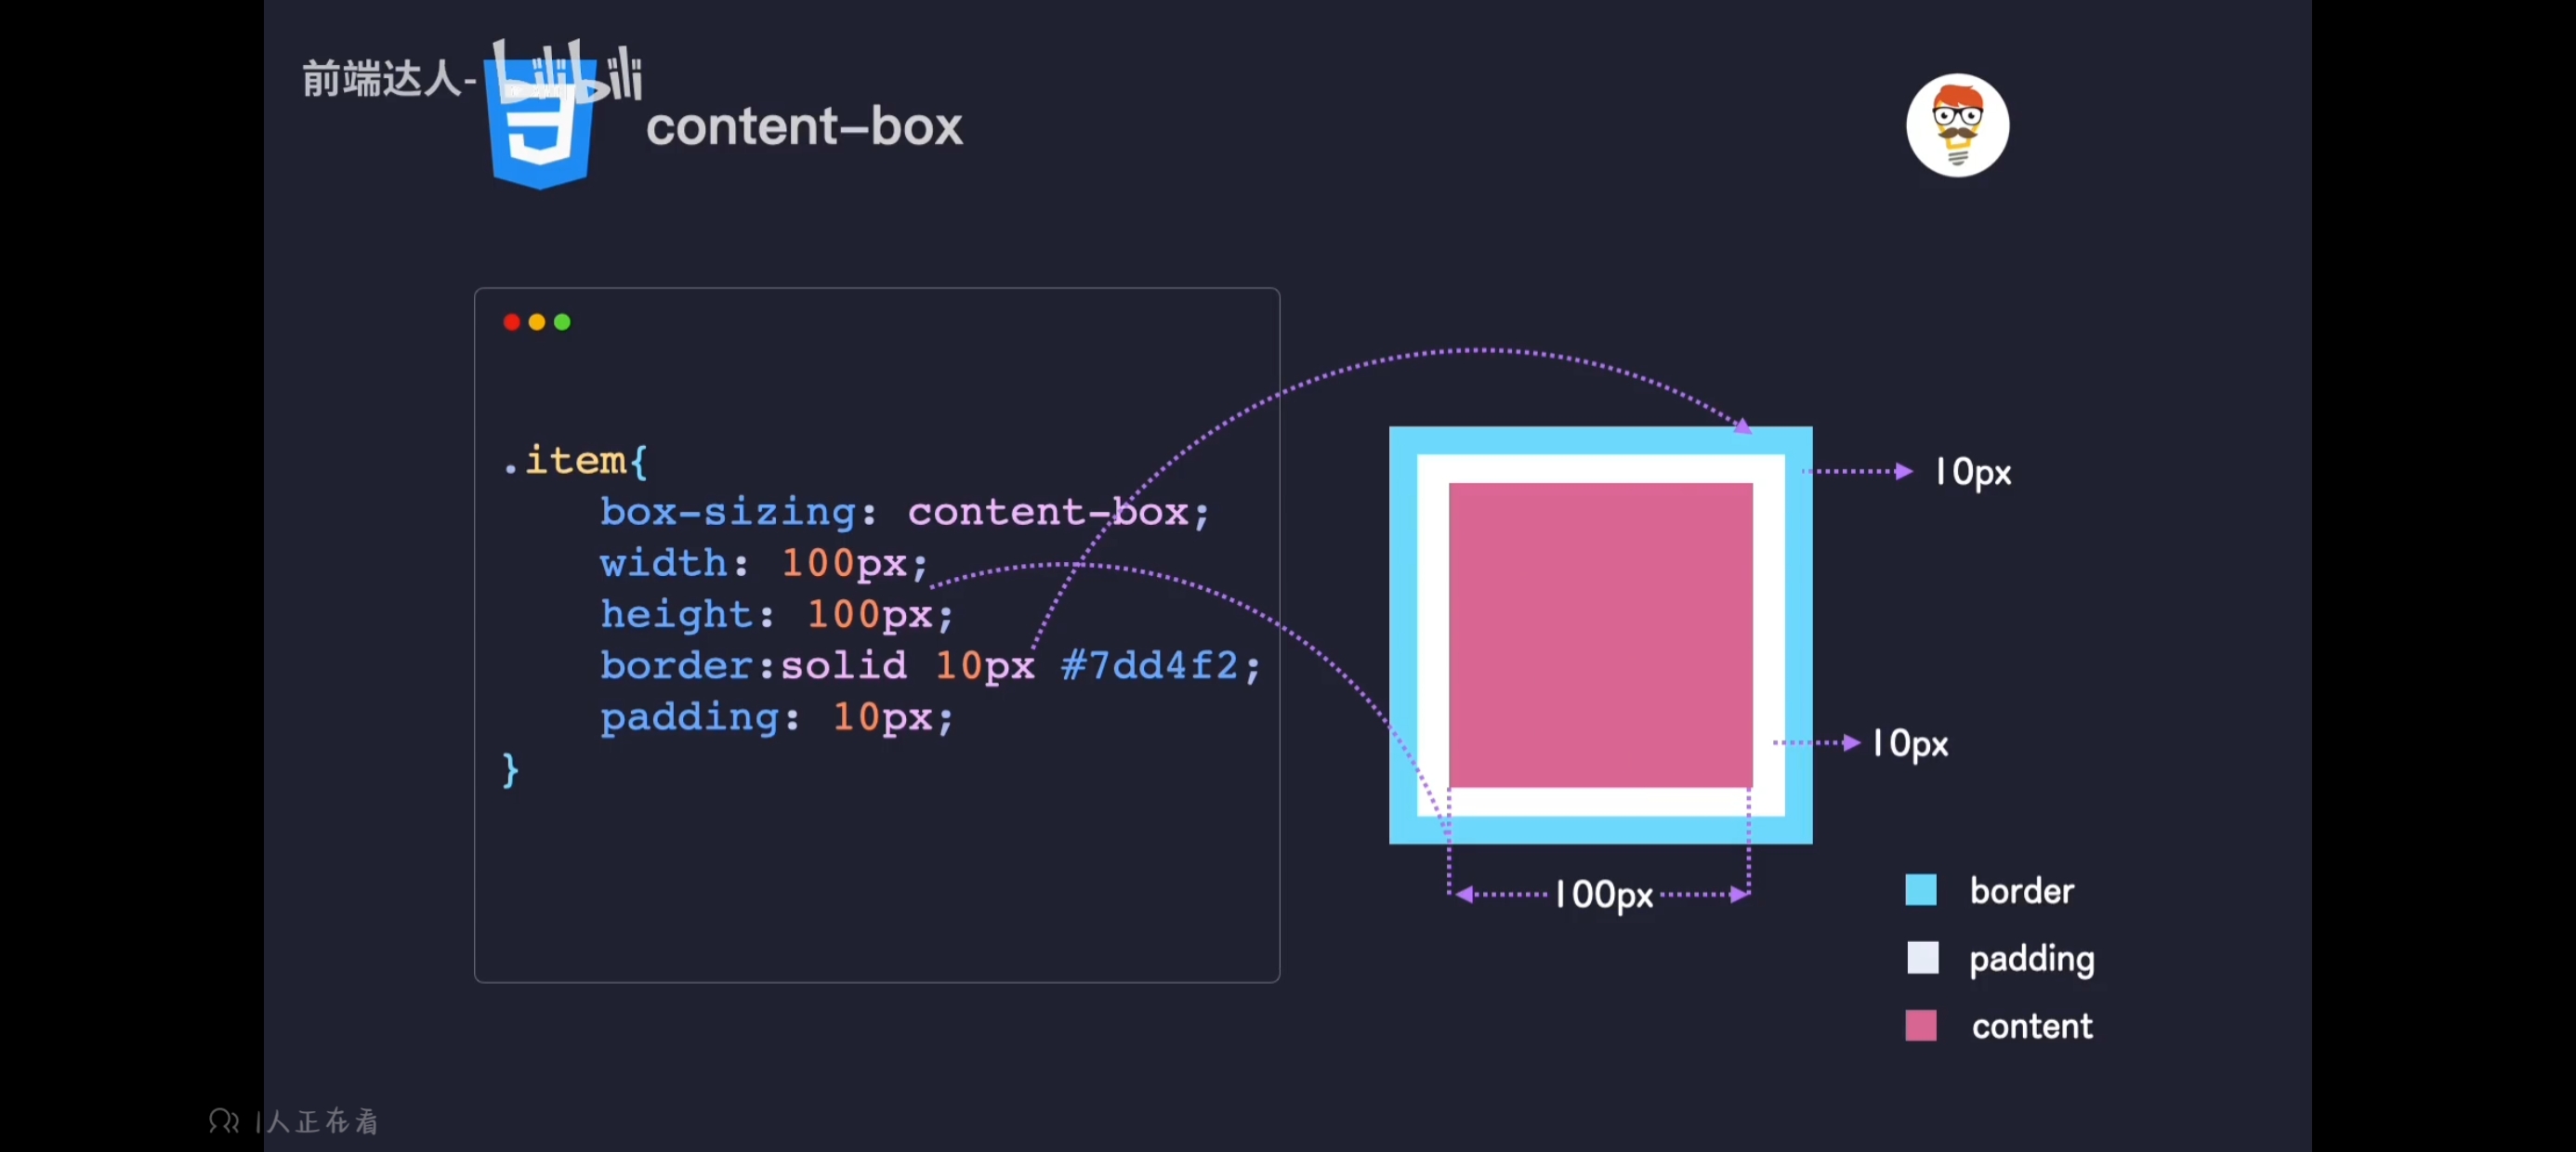 前端达人-bilibili
content-box
.item{
box-sizing: content-box;
width: 100px;
height: 100px;
border:solid 10px #7dd4f2;
padding: 10px;
}
10px
10px
100px
border
padding
content
1人正在看